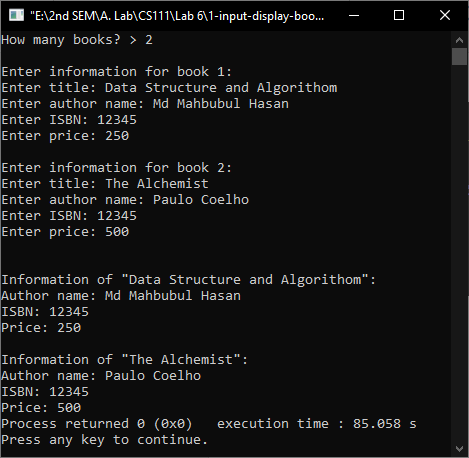 "E:\2nd SEM\A. Lab\CS111\Lab 6\1-input-display-boo...
How many books? > 2
Enter information for book 1:
Enter title: Data Structure and Algorithom
Enter author name: Md Mahbubul Hasan
Enter ISBN: 12345
Enter price: 250
Enter information for book 2:
Enter title: The Alchemist
Enter author name: Paulo Coelho
Enter ISBN: 12345
Enter price: 500
Information of "Data Structure and Algorithom":
Author name: Md Mahbubul Hasan
ISBN: 12345
Price: 250
Information of "The Alchemist":
Author name: Paulo Coelho
ISBN: 12345
Price: 500
Process returned 0 (0x0)   execution time : 85.058 s
Press any key to continue.